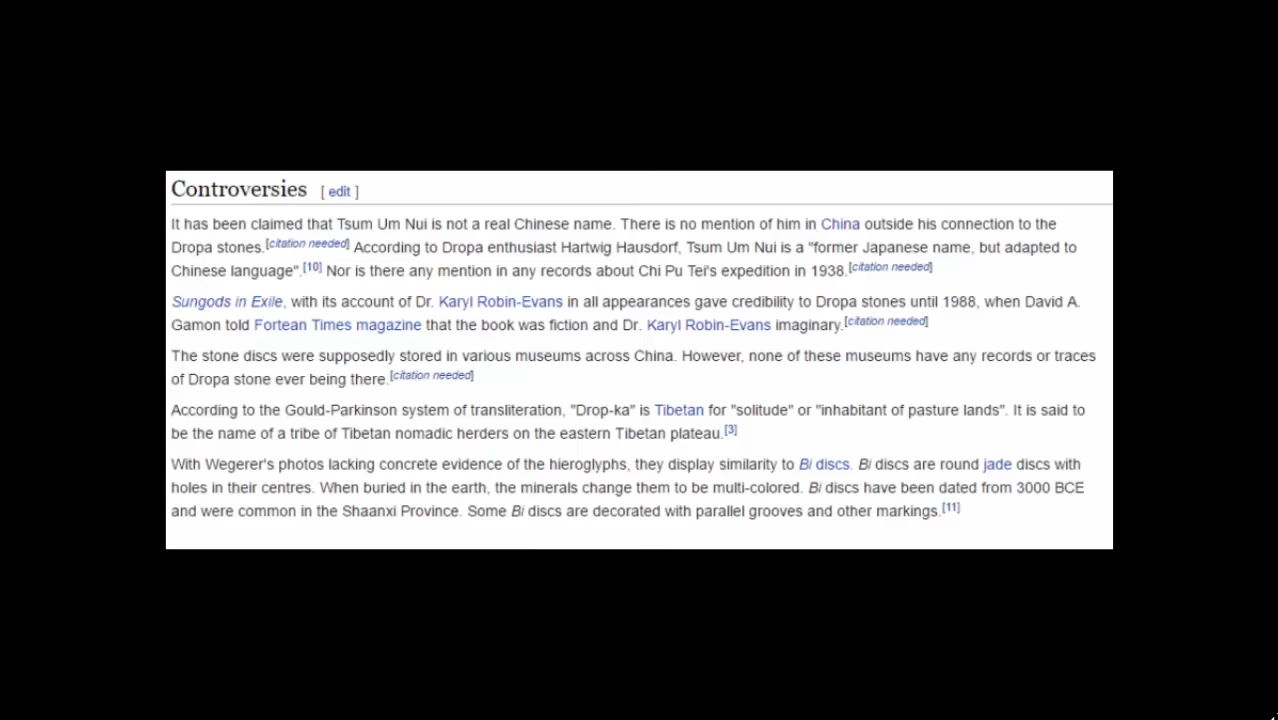 Controversies [ edit ]
It has been claimed that Tsum Um Nui is not a real Chinese name. There is no mention of him in China outside his connection to the
Dropa stones.[citation needed] According to Dropa enthusiast Hartwig Hausdorf, Tsum Um Nui is a "former Japanese name, but adapted to
Chinese language".[10] Nor is there any mention in any records about Chi Pu Tei's expedition in 1938.[citation needed]
Sungods in Exile, with its account of Dr. Karyl Robin-Evans in all appearances gave credibility to Dropa stones until 1988, when David A.
Gamon told Fortean Times magazine that the book was fiction and Dr. Karyl Robin-Evans imaginary.[citation needed]
The stone discs were supposedly stored in various museums across China. However, none of these museums have any records or traces
of Dropa stone ever being there.[citation needed]
According to the Gould-Parkinson system of transliteration, "Drop-ka" is Tibetan for "solitude" or "inhabitant of pasture lands". It is said to
be the name of a tribe of Tibetan nomadic herders on the eastern Tibetan plateau.[3]
With Wegerer's photos lacking concrete evidence of the hieroglyphs, they display similarity to Bi discs. Bi discs are round jade discs with
holes in their centres. When buried in the earth, the minerals change them to be multi-colored. Bi discs have been dated from 3000 BCE
and were common in the Shaanxi Province. Some Bi discs are decorated with parallel grooves and other markings.[11]